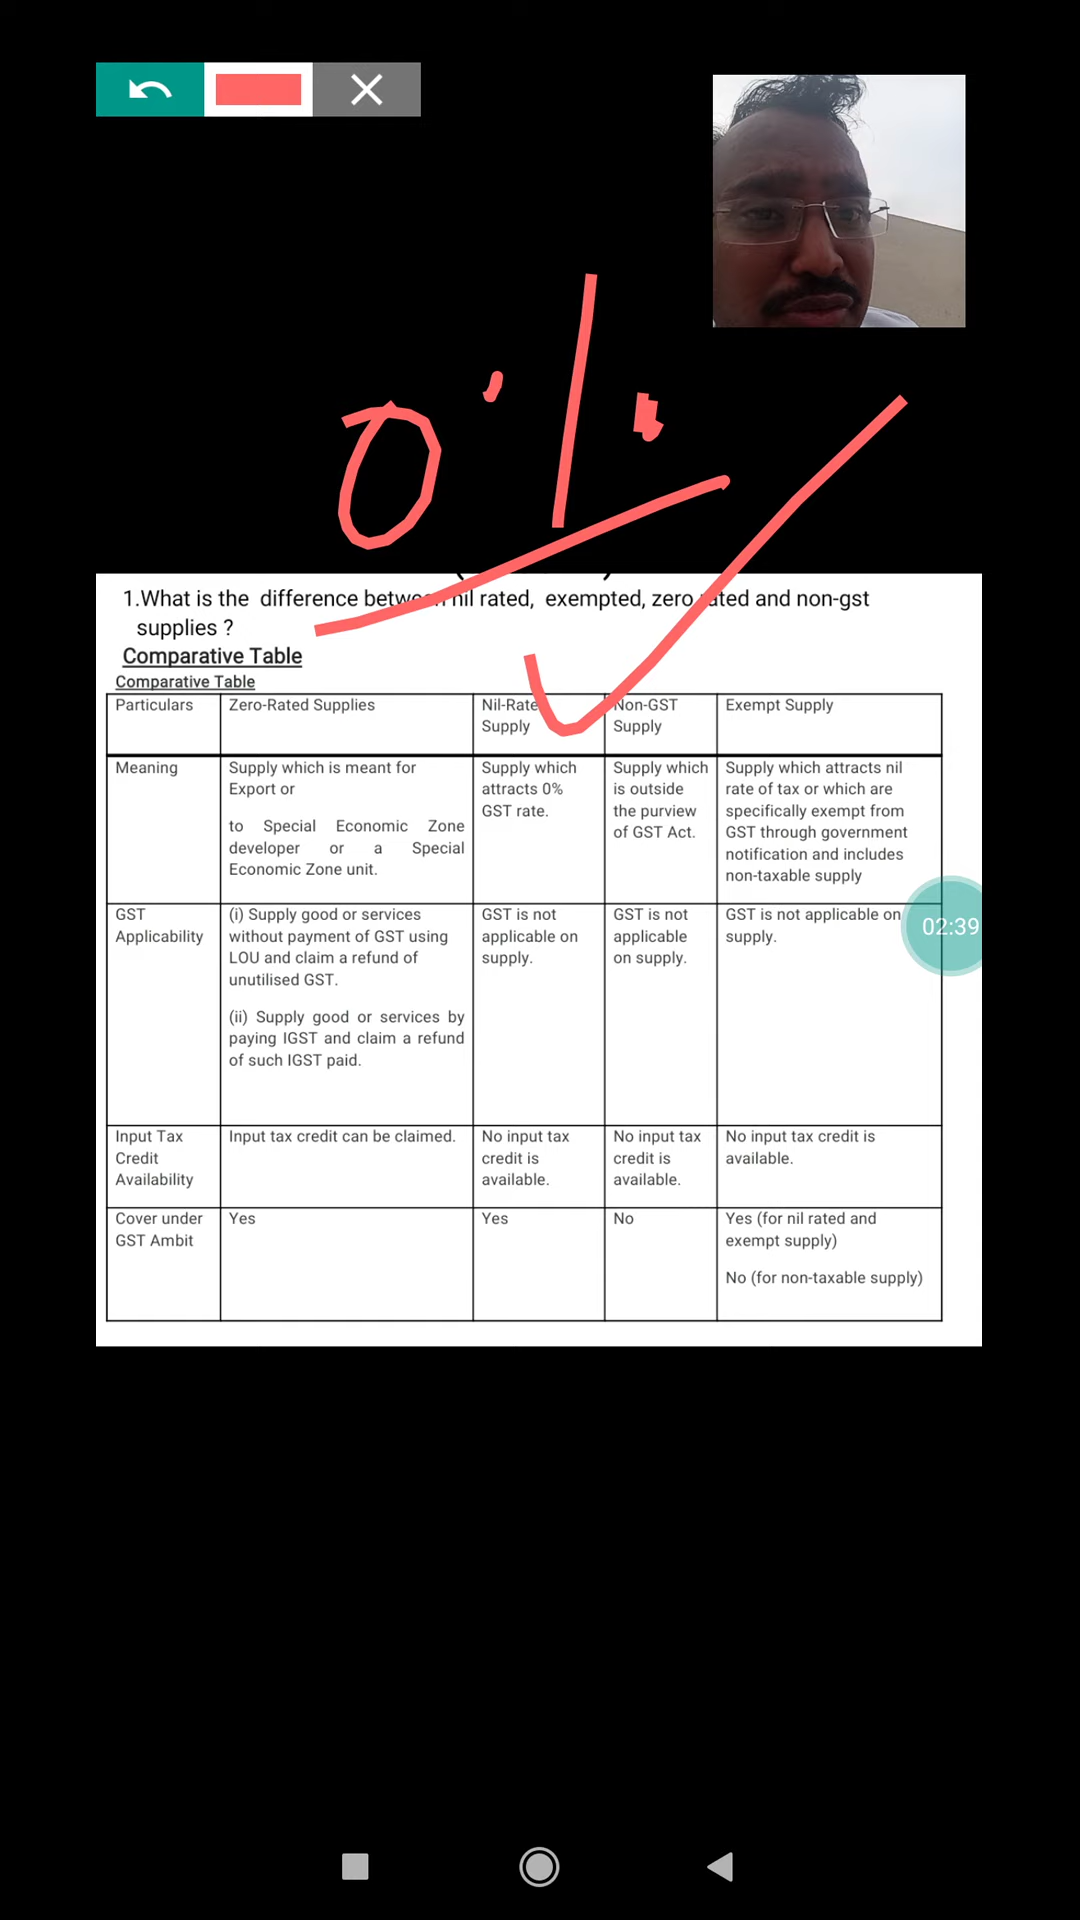 0%
1.What is the difference between nil rated, exempted, zero rated and non-gst
supplies ?
Comparative Table
Comparative Table
Particulars
Zero-Rated Supplies
Nil-Rate
Supply
Non-GST
Supply
Exempt Supply
Meaning
Supply which is meant for
Export or
to Special Economic Zone
developer or a Special
Economic Zone unit.
Supply which
attracts 0%
GST rate.
Supply which
is outside
the purview
of GST Act.
Supply which attracts nil
rate of tax or which are
specifically exempt from
GST through government
notification and includes
non-taxable supply
GST
Applicability
(i) Supply good or services
without payment of GST using
LOU and claim a refund of
unutilised GST.
(ii) Supply good or services by
paying IGST and claim a refund
of such IGST paid.
GST is not
applicable on
supply.
GST is not
applicable
on supply.
GST is not applicable on
supply.
02:39
Input Tax
Credit
Availability
Input tax credit can be claimed.
No input tax
credit is
available.
No input tax
credit is
available.
No input tax credit is
available.
Cover under
GST Ambit
Yes
Yes
No
Yes (for nil rated and
exempt supply)
No (for non-taxable supply)